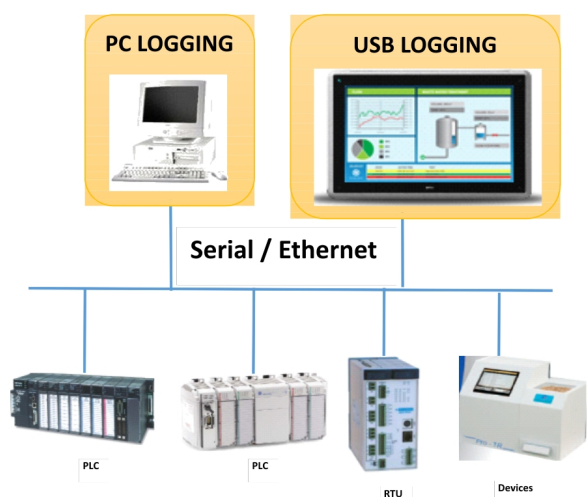 PC LOGGING
USB LOGGING
Serial / Ethernet
PLC
PLC
RTU
Devices